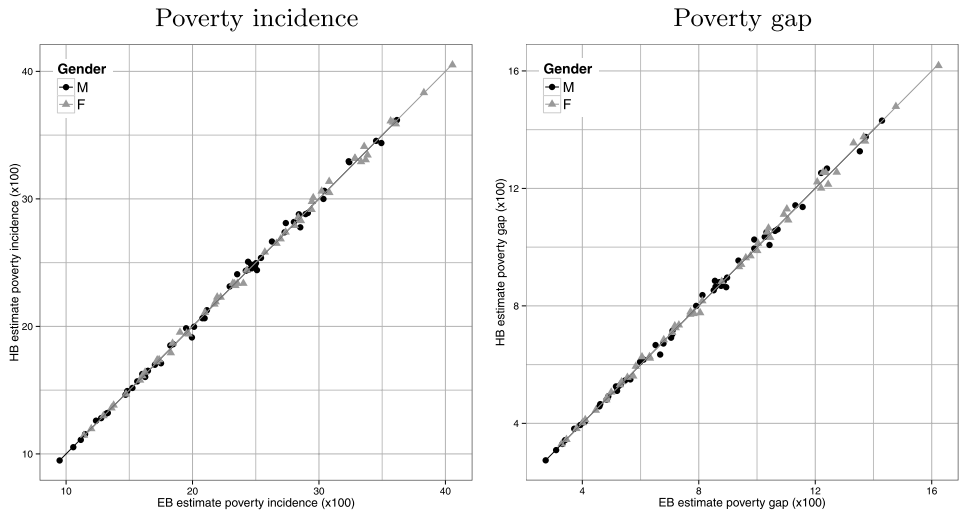 Poverty incidence
Gender
M
F
40
30
20
10
10 20 30 40
HB estimate poverty incidence (x100)
EB estimate poverty incidence (x100)
Poverty gap
Gender
M
F
16
12
8
4
4 8 12 16
HB estimate poverty gap (x100)
EB estimate poverty gap (x100)